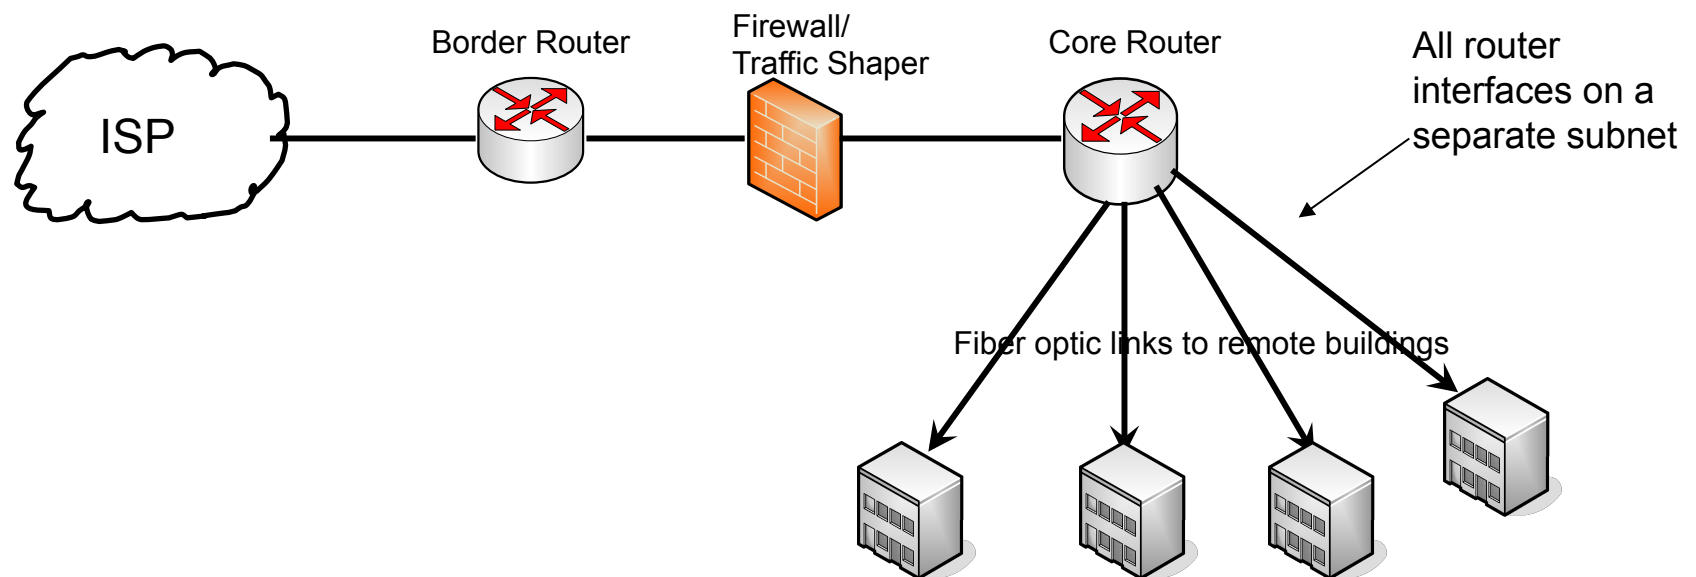 ISP
Border Router
Firewall/
Traffic Shaper
Core Router
All router
interfaces on a
separate subnet
Fiber optic links to remote buildings